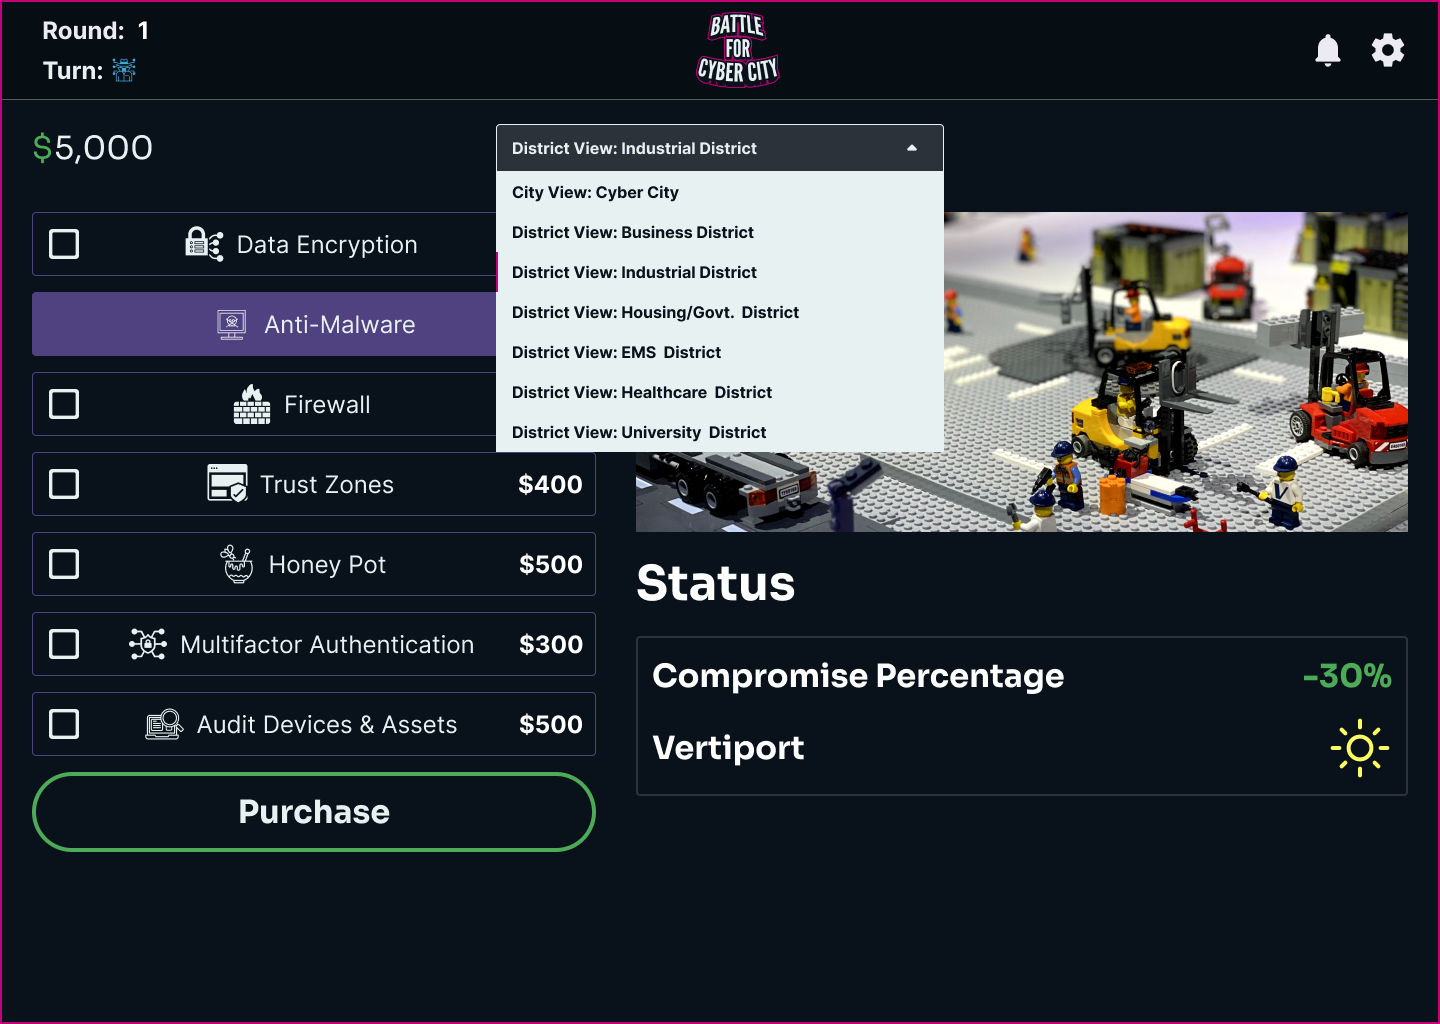 Round: 1
Turn:
BATTLE
FOR
CYBER CITY
$5,000
District View: Industrial District
City View: Cyber City
District View: Business District
District View: Industrial District
District View: Housing/Govt. District
District View: EMS District
District View: Healthcare District
District View: University District
Data Encryption
Anti-Malware
Firewall
Trust Zones $400
Honey Pot $500
Multifactor Authentication $300
Audit Devices & Assets $500
Purchase
Status
Compromise Percentage -30%
Vertiport